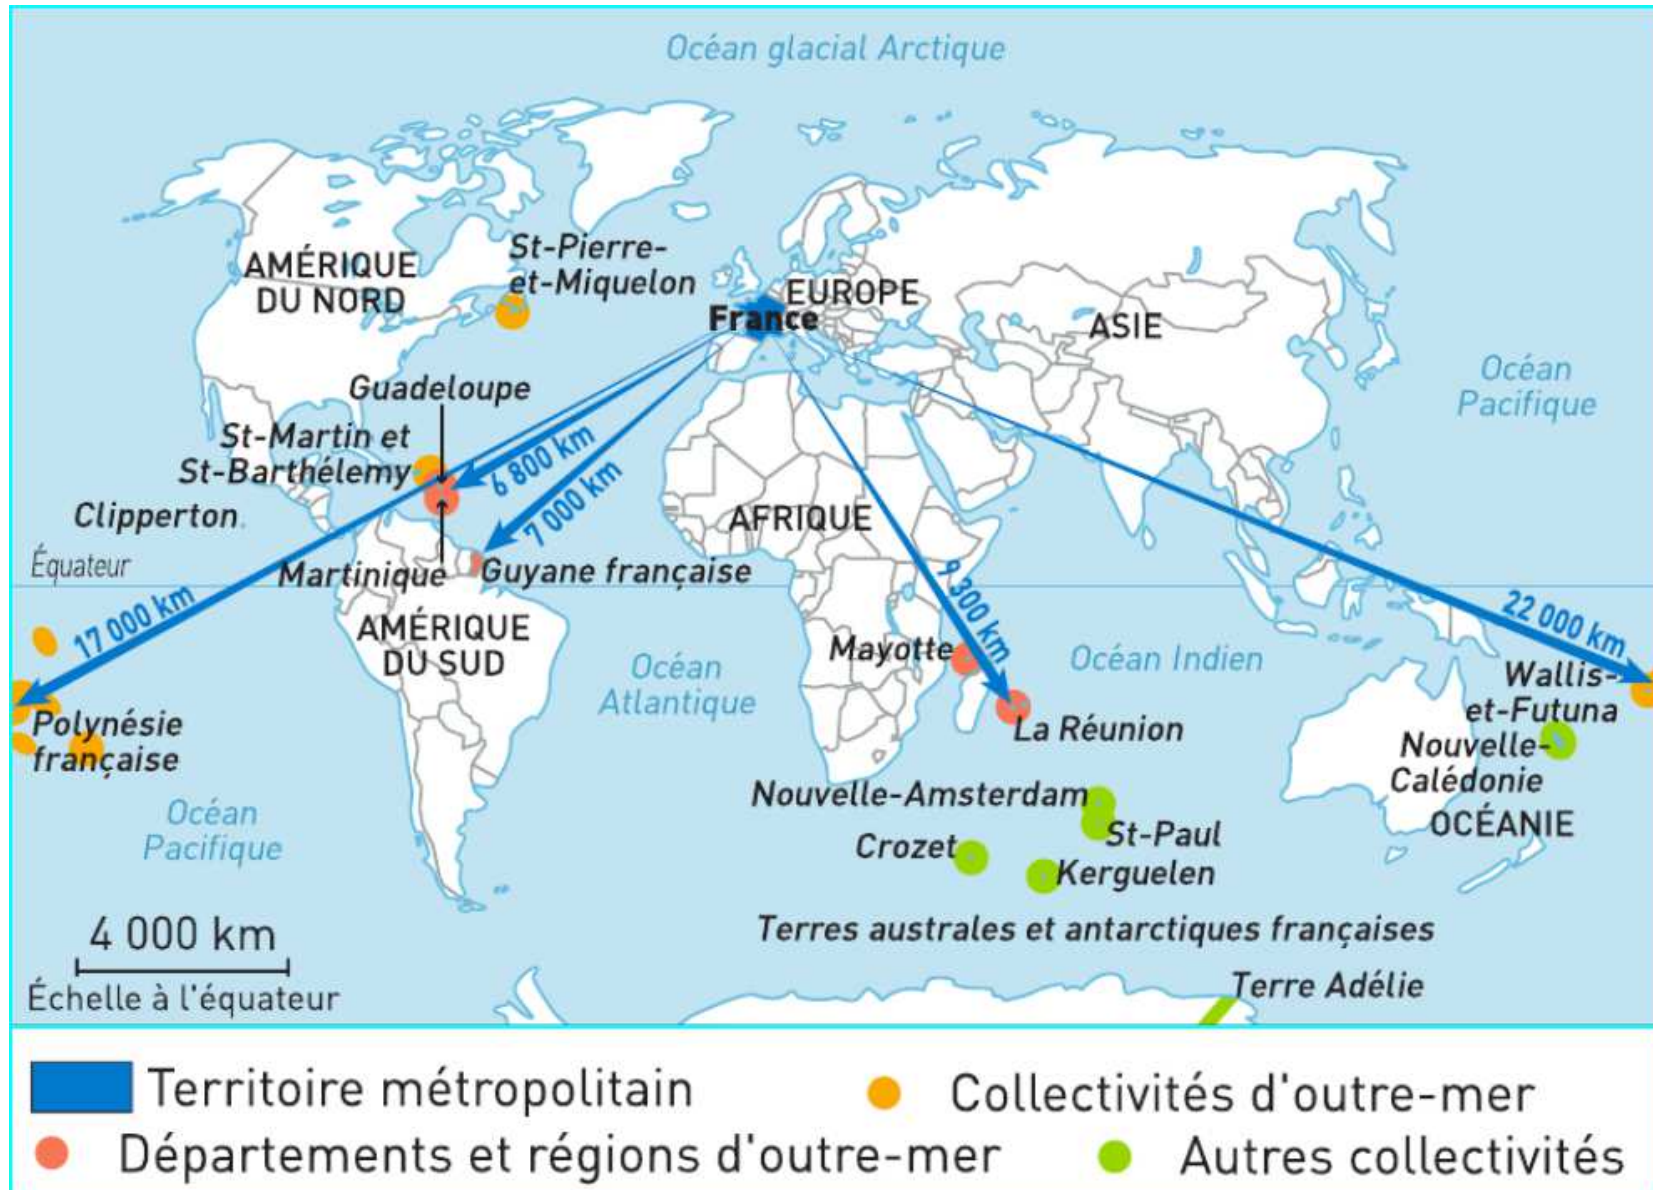 Océan glacial Arctique
St-Pierre-
et-Miquelon
AMÉRIQUE
DU NORD
EUROPE
France
ASIE
Océan
Pacifique
Guadeloupe
St-Martin et
St-Barthélemy
6 800 km
7 000 km
Clipperton
AFRIQUE
Équateur
Martinique
Guyane française
17 000 km
9 300 km
22 000 km
AMÉRIQUE
DU SUD
Mayotte
Océan Indien
Océan
Atlantique
Wallis-
et-Futuna
Polynésie
française
La Réunion
Nouvelle-
Calédonie
Nouvelle-Amsterdam
Océan
Pacifique
St-Paul
OCÉANIE
Crozet
Kerguelen
4 000 km
Échelle à l'équateur
Terres australes et antarctiques françaises
Terre Adélie
Territoire métropolitain
Collectivités d'outre-mer
Départements et régions d'outre-mer
Autres collectivités